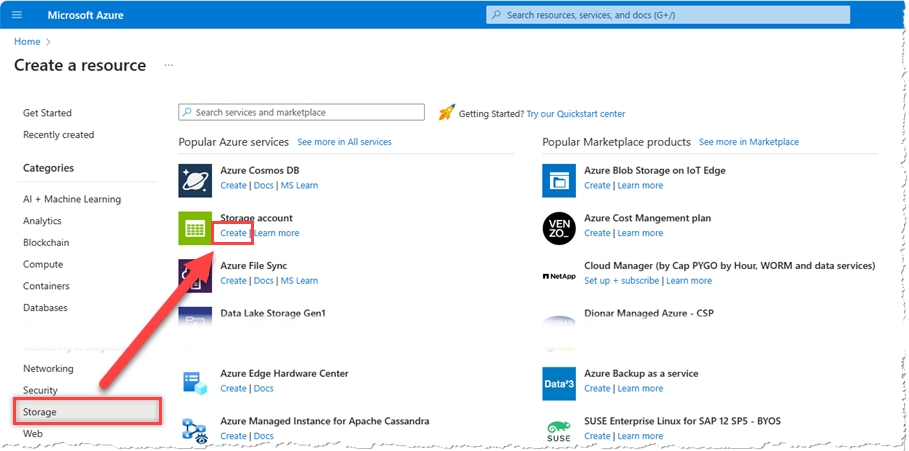 Microsoft Azure
Search resources, services, and docs (G+/)
Home
Create a resource
...
Get Started
Recently created
Categories
AI + Machine Learning
Analytics
Blockchain
Compute
Containers
Databases
Networking
Security
Storage
Web
Search services and marketplace
Getting Started? Try our Quickstart center
Popular Azure services See more in All services
Azure Cosmos DB
Create | Docs | MS Learn
Storage account
Create | Learn more
Azure File Sync
Create | Docs | MS Learn
Data Lake Storage Gen1
Azure Edge Hardware Center
Create | Docs
Azure Managed Instance for Apache Cassandra
Create | Docs
Popular Marketplace products See more in Marketplace
Azure Blob Storage on IoT Edge
Create | Learn more
VEN
ZO_
Azure Cost Mangement plan
Create | Learn more
NetApp
Cloud Manager (by Cap PYGO by Hour, WORM and data services)
Set up + subscribe | Learn more
Dionar Managed Azure - CSP
Data#3
Azure Backup as a service
Create | Learn more
SUSE
SUSE Enterprise Linux for SAP 12 SP5 - BYOS
Create | Learn more